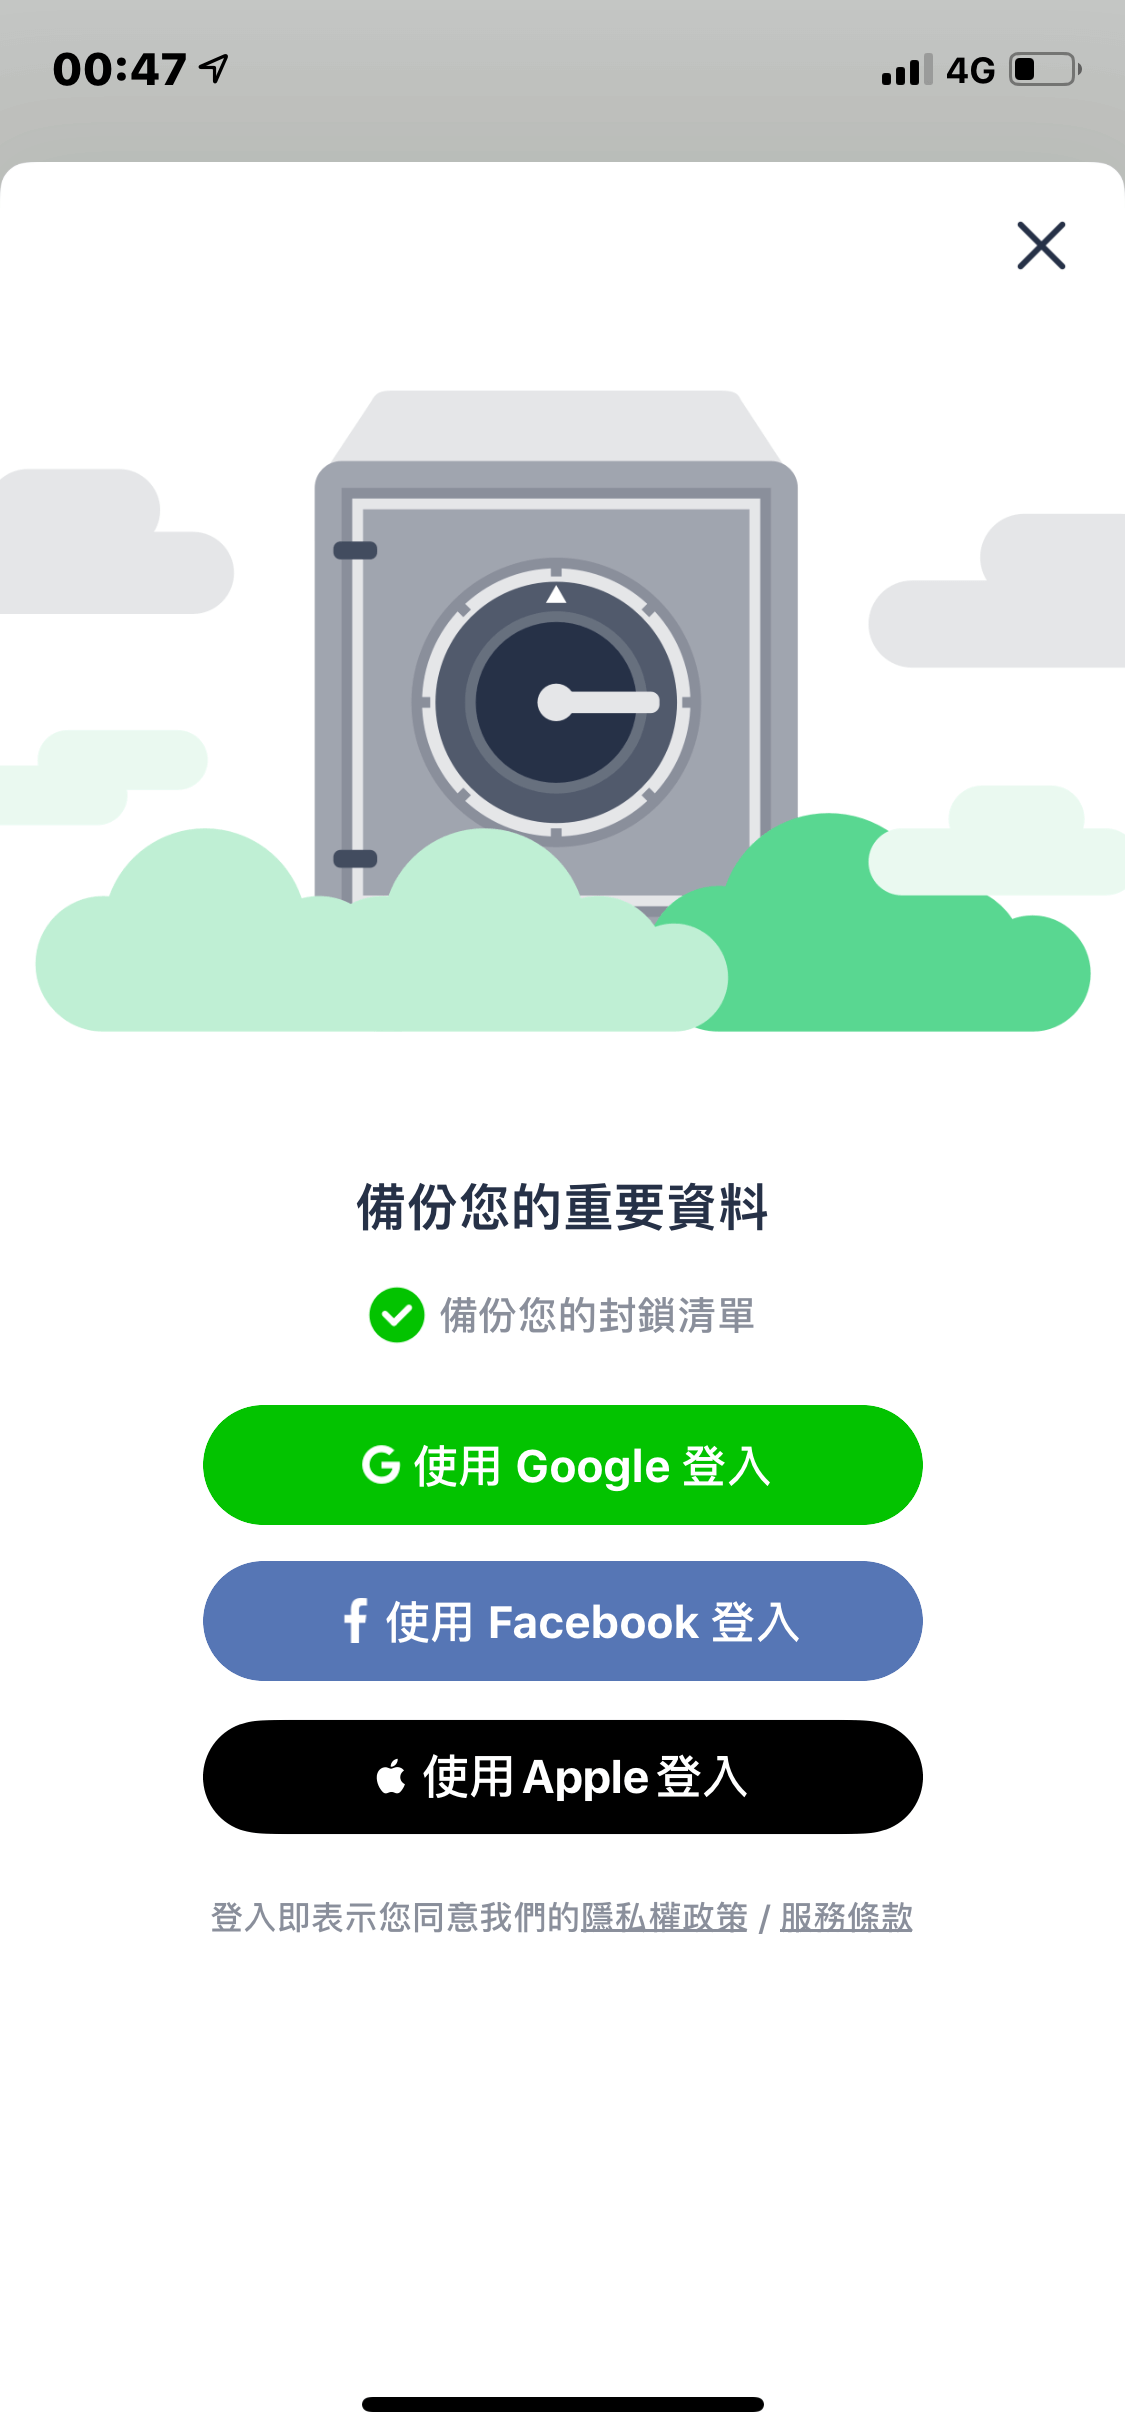 00:47
4G
備份您的重要資料
備份您的封鎖清單
使用 Google 登入
使用 Facebook 登入
使用 Apple 登入
登入即表示您同意我們的隱私權政策 / 服務條款